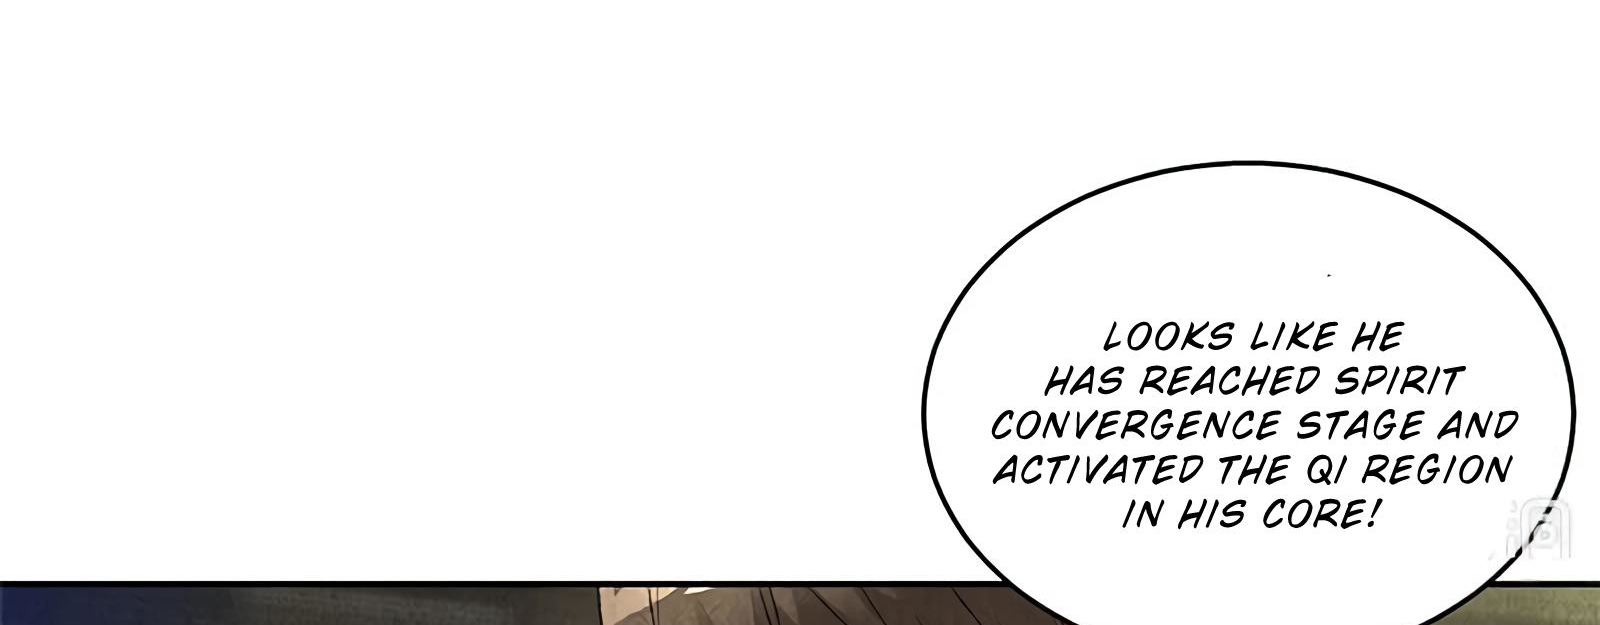 LOOKS LIKE HE
HAS REACHED SPIRIT
CONVERGENCE STAGE AND
ACTIVATED THE QI REGION
IN HIS CORE!